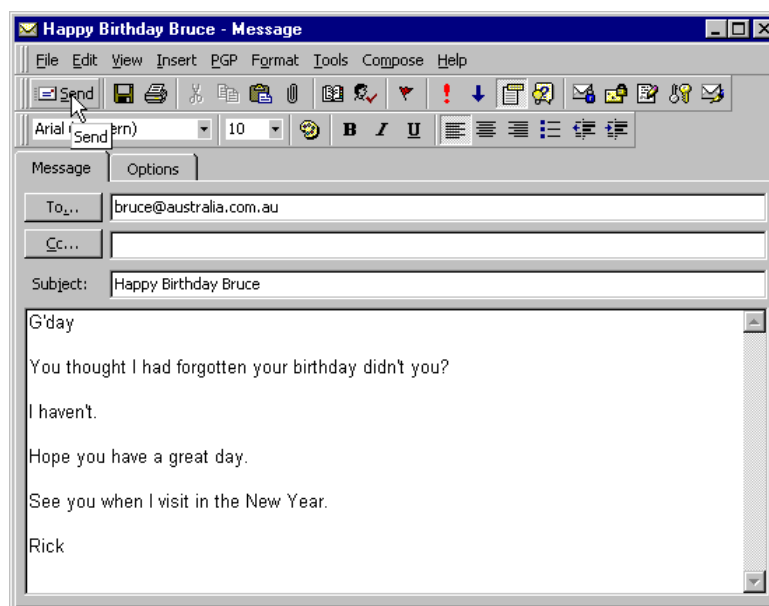 Happy Birthday Bruce - Message
File Edit View Insert PGP Format Tools Compose Help
Send
Arial ern) 10 B I U
Send
Message Options
To... bruce@australia.com.au
Cc...
Subject: Happy Birthday Bruce
G'day
You thought I had forgotten your birthday didn't you?
I haven't.
Hope you have a great day.
See you when I visit in the New Year.
Rick